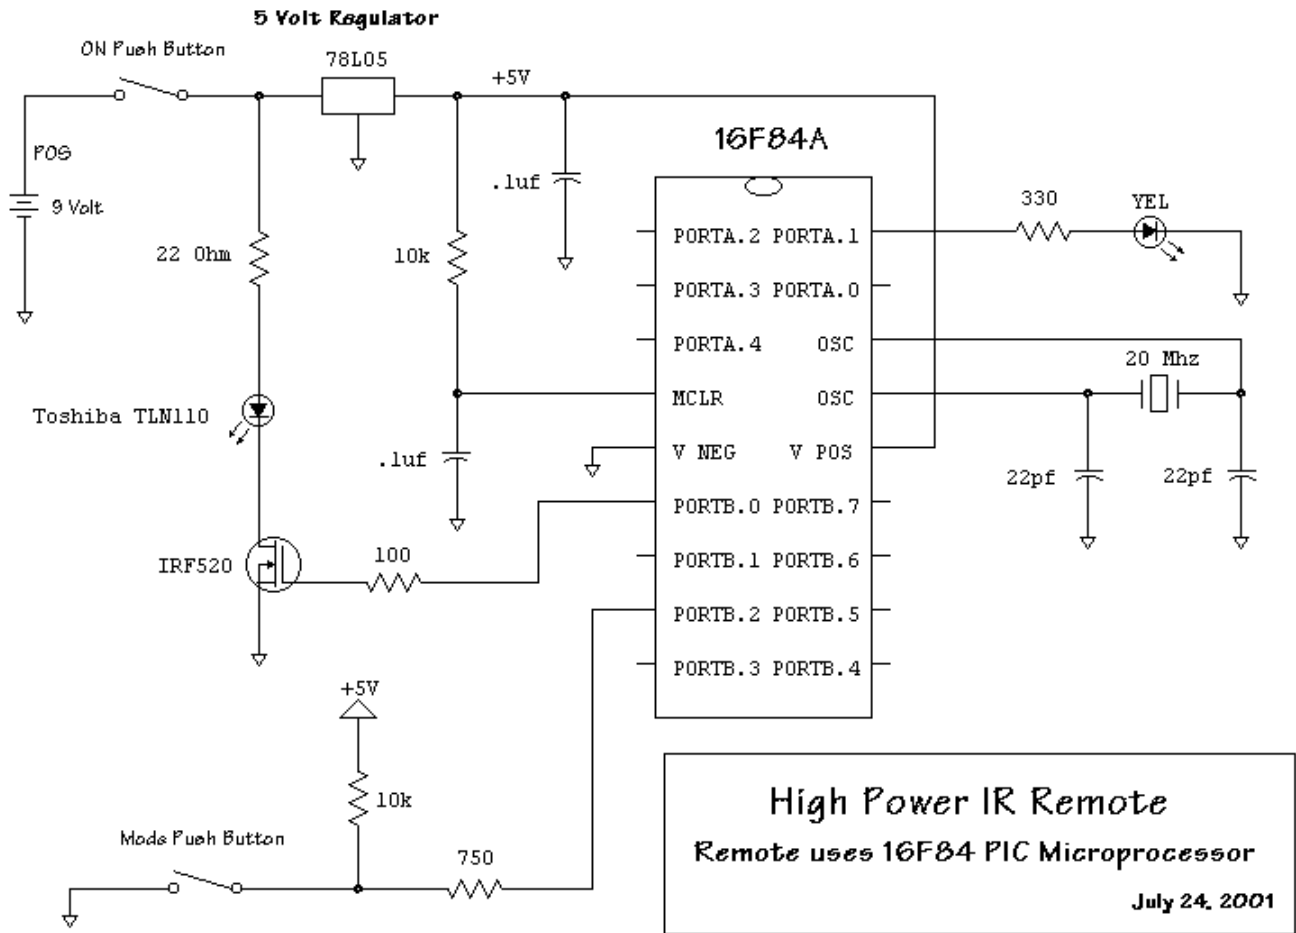 5 Volt Regulator
ON Push Button
78L05
+5V
16F84A
POS
9 Volt
.1uf
22 Ohm
10k
330
YEL
PORTA.2 PORTA.1
PORTA.3 PORTA.0
PORTA.4 OSC
20 Mhz
MCLR OSC
Toshiba TLN110
V NEG V POS
.1uf
22pf
22pf
PORTB.0 PORTB.7
IRF520
100
PORTB.1 PORTB.6
PORTB.2 PORTB.5
PORTB.3 PORTB.4
+5V
10k
Mode Push Button
750
High Power IR Remote
Remote uses 16F84 PIC Microprocessor
July 24, 2001